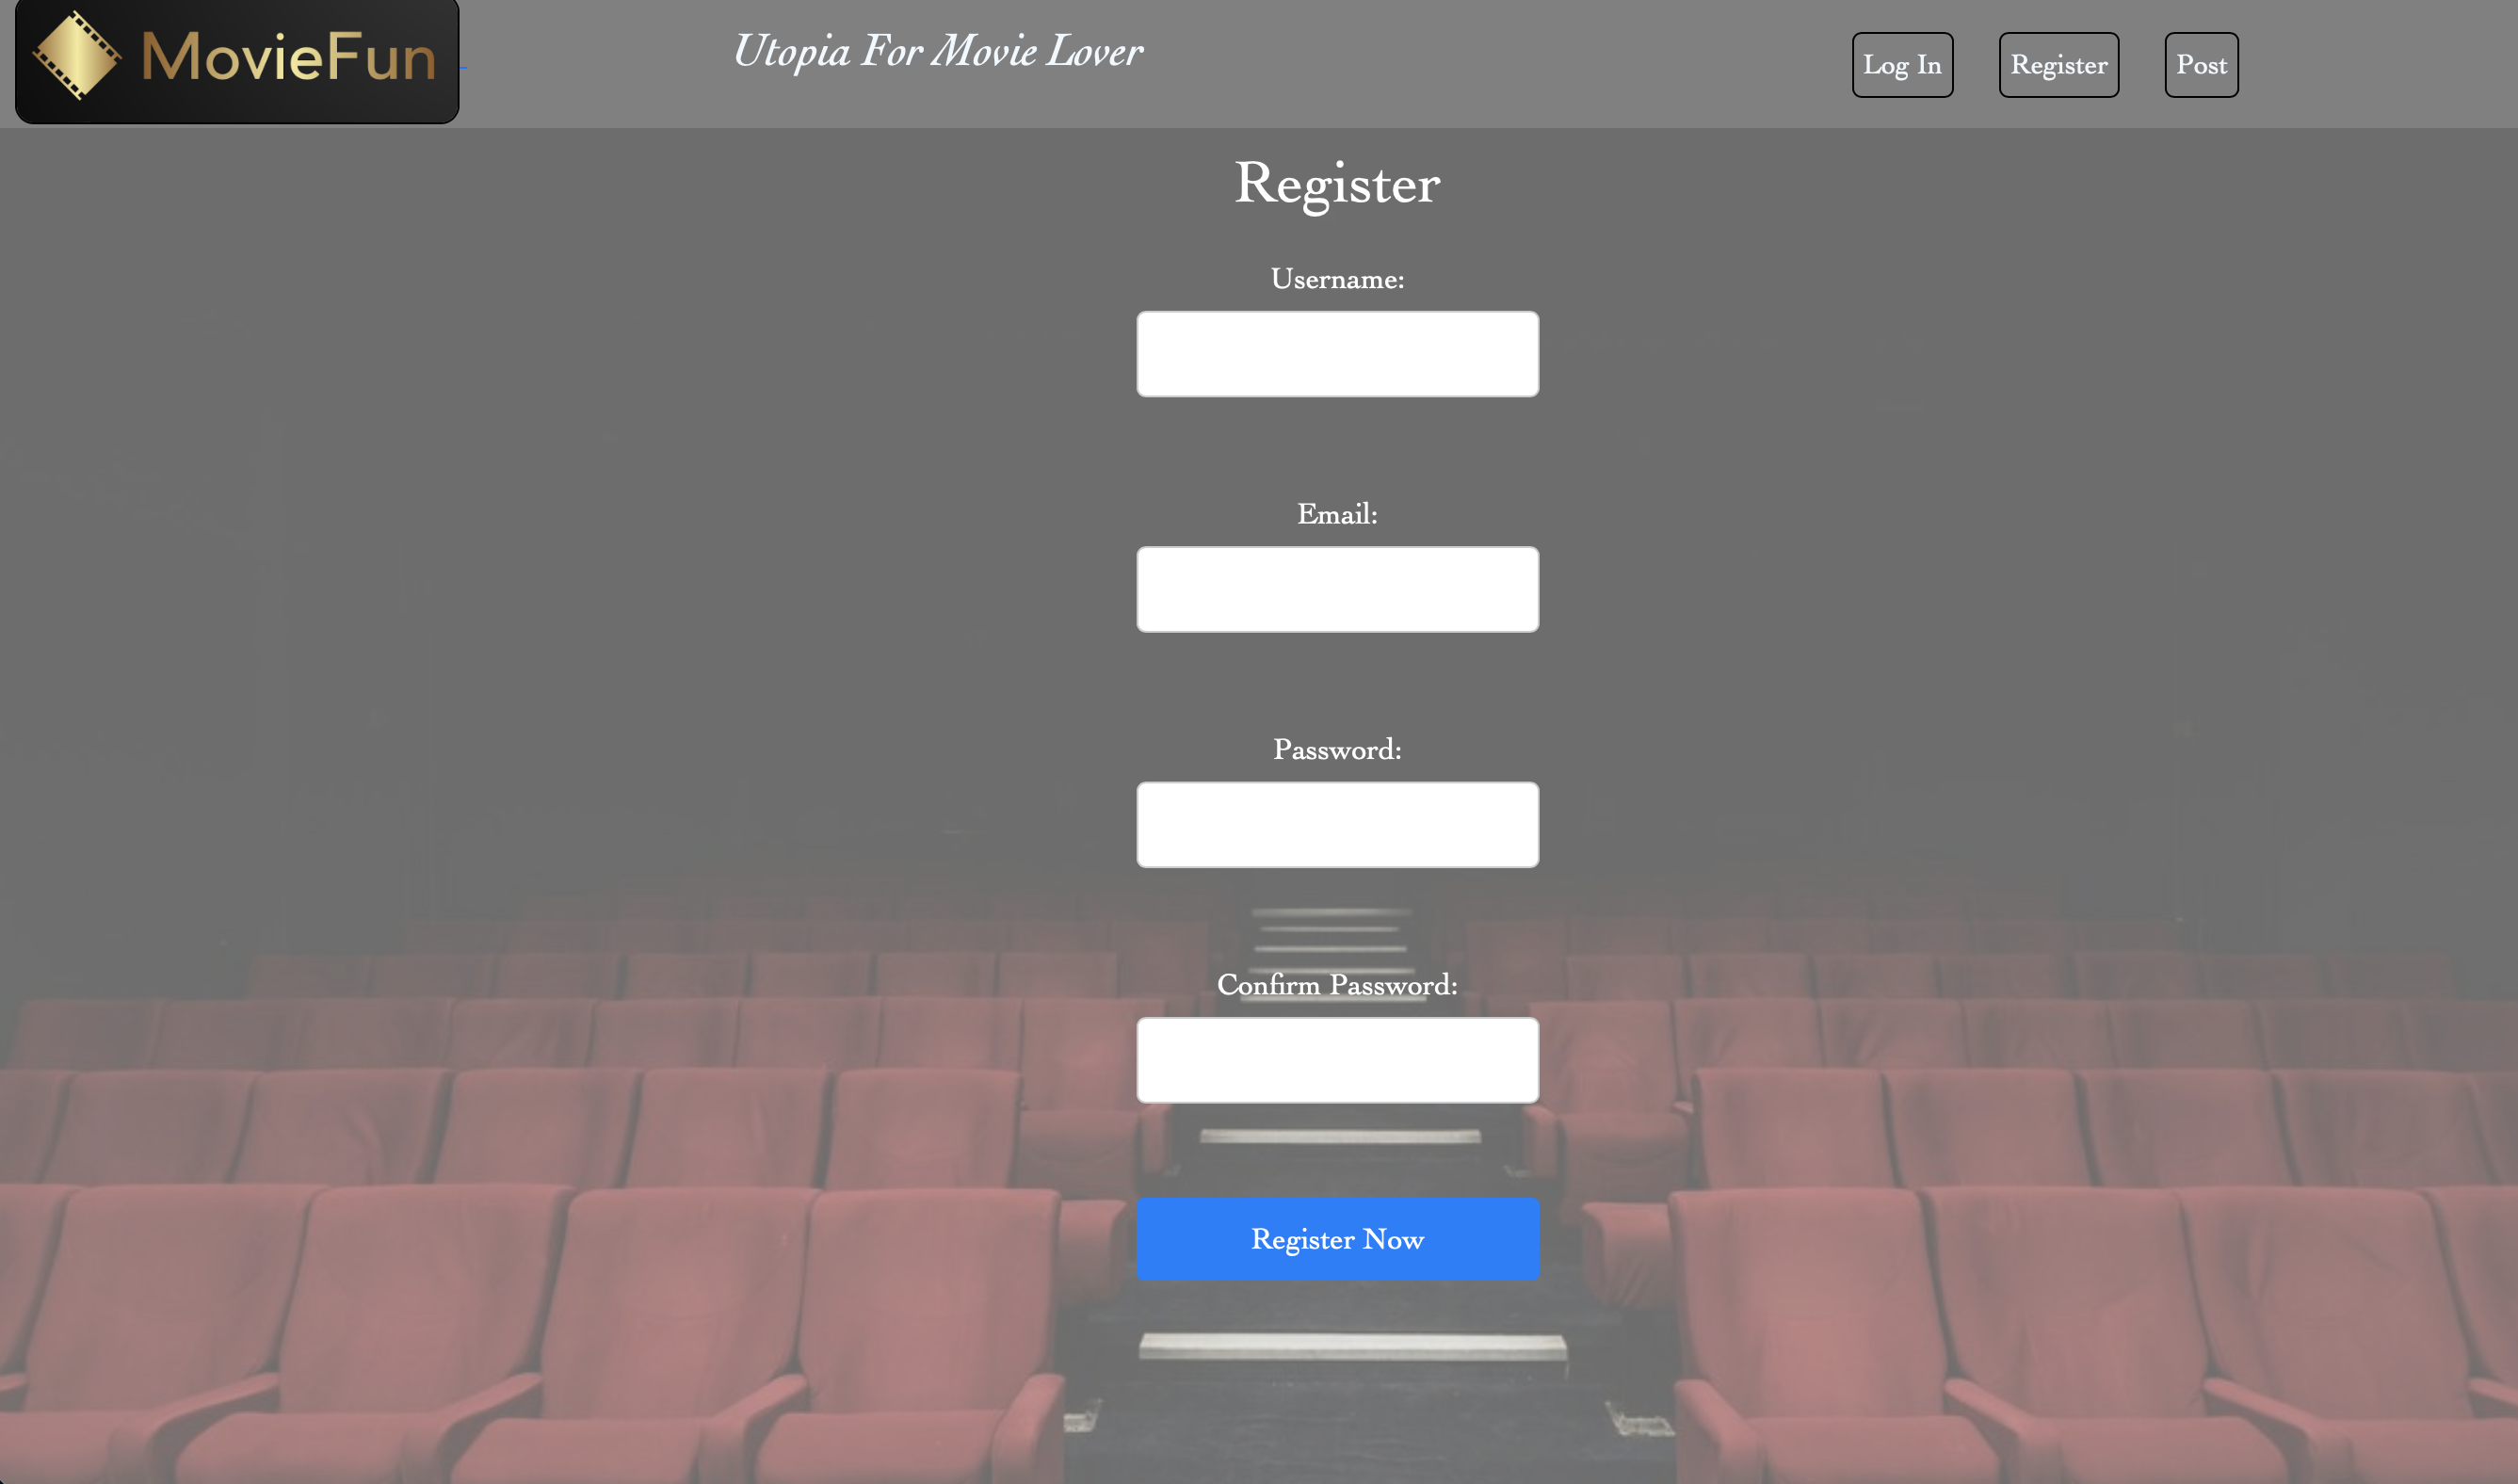 MovieFun
Utopia For Movie Lover
Log In
Register
Post
Register
Username:
Email:
Password:
Confirm Password:
Register Now